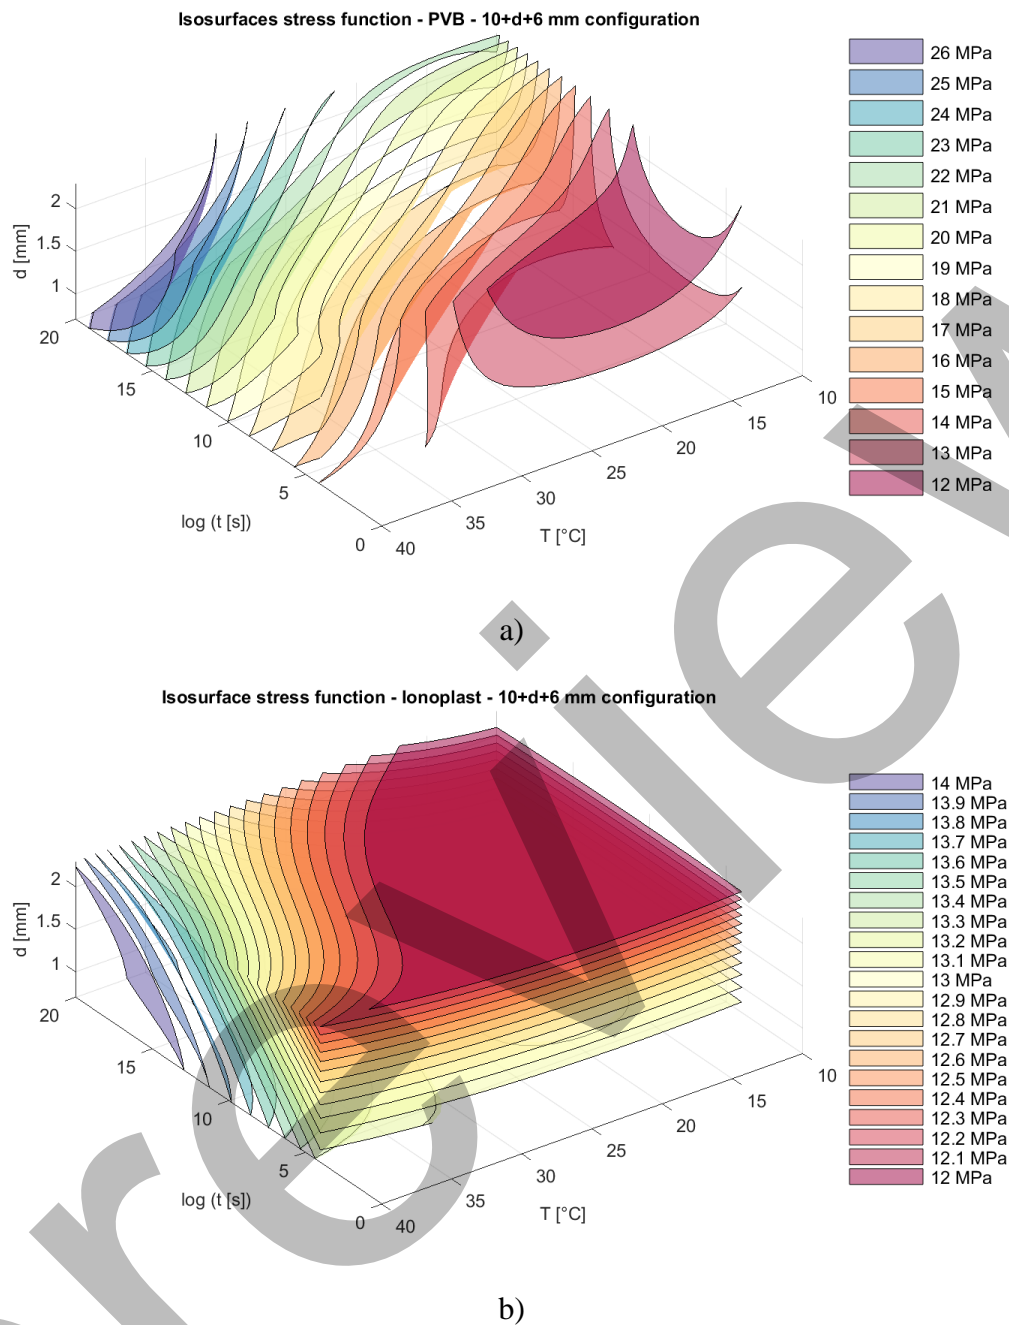 Isosurfaces stress function - PVB - 10+d+6 mm configuration
26 MPa
25 MPa
24 MPa
23 MPa
22 MPa
21 MPa
20 MPa
19 MPa
18 MPa
17 MPa
16 MPa
15 MPa
14 MPa
13 MPa
12 MPa
d [mm]
2
1.5
1
20
15
10
5
0
log (t [s])
40
35
30
25
20
15
10
T [°C]
a)
Isosurface stress function - Ionoplast - 10+d+6 mm configuration
14 MPa
13.9 MPa
13.8 MPa
13.7 MPa
13.6 MPa
13.5 MPa
13.4 MPa
13.3 MPa
13.2 MPa
13.1 MPa
13 MPa
12.9 MPa
12.8 MPa
12.7 MPa
12.6 MPa
12.5 MPa
12.4 MPa
12.3 MPa
12.2 MPa
12.1 MPa
12 MPa
d [mm]
2
1.5
1
20
15
10
5
0
log (t [s])
40
35
30
25
20
15
10
T [°C]
b)